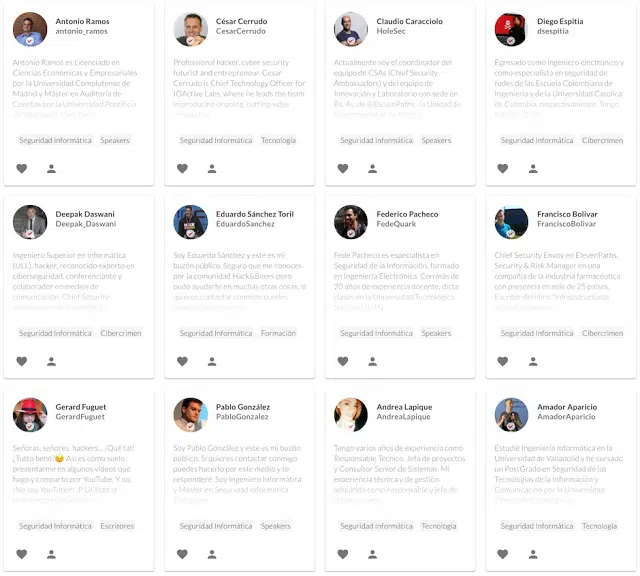 Antonio Ramos
antonio_ramos
Antonio Ramos es Licenciado en
Ciencias Económicas y Empresariales
por la Universidad Complutense de
Madrid y Máster en Auditoría de
Cuentas por la Universidad Pontificia
Seguridad Informática Speakers
César Cerrudo
CesarCerrudo
Professional hacker, cyber security
futurist and entrepreneur. Cesar
Cerrudo is Chief Technology Officer for
IOActive Labs, where he leads the team
in producing ongoing, cutting-edge
Seguridad Informática Tecnología
Claudio Caracciolo
HoleSec
Actualmente soy el coordinador del
equipo de CSAs (Chief Security
Ambassadors) y del equipo de
Innovación y Laboratorio con sede en
Bs. As. de @ElevenPaths, la Unidad de
Seguridad Informática Speakers
Diego Espitia
dsespitia
Egresado como ingeniero electronico y
como especialista en seguridad de
redes de las Escuela Colombiana de
Ingeniería y de la Universidad Catolica
de Colombia, respectivamente. Tengo
Seguridad Informática Cibercrimen
Deepak Daswani
Deepak_Daswani
Ingeniero Superior en Informática
(ULL), hacker, reconocido experto en
ciberseguridad, conferenciante y
colaborador en medios de
comunicación. Chief Security
Seguridad Informática Cibercrimen
Eduardo Sánchez Toril
EduardoSanchez
Soy Eduardo Sánchez y este es mi
buzón público. Seguro que me conoces
por la comunidad Hack&Beers pero
pudo ayudarte en muchas otras cosas, si
quieres contactar conmigo puedes
Seguridad Informática Formación
Federico Pacheco
FedeQuark
Fede Pacheco es especialista en
Seguridad de la Información, formado
en Ingeniería Electrónica. Con más de
20 años de experiencia docente, dicta
clases en la Universidad Tecnológica
Seguridad Informática Speakers
Francisco Bolivar
FranciscoBolivar
Chief Security Envoy en ElevenPaths,
Security & Risk Manager en una
compañía de la industria farmacéutica
con presencia en más de 25 países.
Escritor del libro "Infraestructuras
Seguridad Informática Cibercrimen
Gerard Fuguet
GerardFuguet
Señoras, señores, hackers... ¡Qué tal!
¿Tutto bene?😉 Así es como suelo
presentarme en algunos vídeos que
hago y comparto por YouTube. Y no,
¡No soy YouTuber! :P Utilizo la
Seguridad Informática Escritores
Pablo González
PabloGonzalez
Soy Pablo González y este es mi buzón
público. Si quieres contactar conmigo
puedes hacerlo por este medio y te
responderé. Soy Ingeniero Informática
y Máster en Seguridad Informática
Seguridad Informática Speakers
Andrea Lapique
AndreaLapique
Tengo varios años de experiencia como
Responsable Técnico, Jefa de proyectos
y Consultor Senior de Sistemas. Mi
experiencia técnica y de gestión
adquirida como responsable y jefe de
Seguridad Informática Tecnología
Amador Aparicio
AmadorAparicio
Estudié Ingeniería informática en la
Universidad de Valladolid y he cursado
un PostGrado en Seguridad de las
Tecnologías de la Información y
Comunicación por la Universidad
Seguridad Informática Tecnología